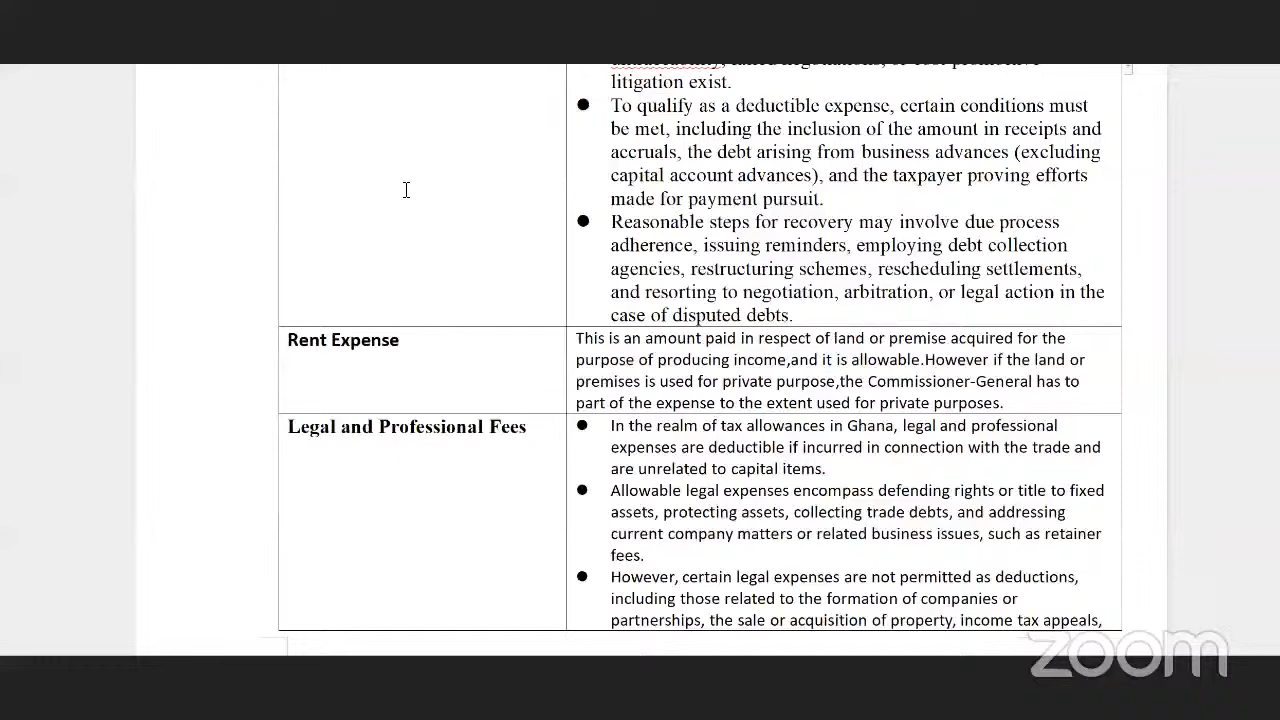 litigation exist.
● To qualify as a deductible expense, certain conditions must
be met, including the inclusion of the amount in receipts and
accruals, the debt arising from business advances (excluding
capital account advances), and the taxpayer proving efforts
made for payment pursuit.
● Reasonable steps for recovery may involve due process
adherence, issuing reminders, employing debt collection
agencies, restructuring schemes, rescheduling settlements,
and resorting to negotiation, arbitration, or legal action in the
case of disputed debts.
Rent Expense
This is an amount paid in respect of land or premise acquired for the
purpose of producing income,and it is allowable.However if the land or
premises is used for private purpose,the Commissioner-General has to
part of the expense to the extent used for private purposes.
Legal and Professional Fees
● In the realm of tax allowances in Ghana, legal and professional
expenses are deductible if incurred in connection with the trade and
are unrelated to capital items.
● Allowable legal expenses encompass defending rights or title to fixed
assets, protecting assets, collecting trade debts, and addressing
current company matters or related business issues, such as retainer
fees.
● However, certain legal expenses are not permitted as deductions,
including those related to the formation of companies or
partnerships, the sale or acquisition of property, income tax appeals,
zoom